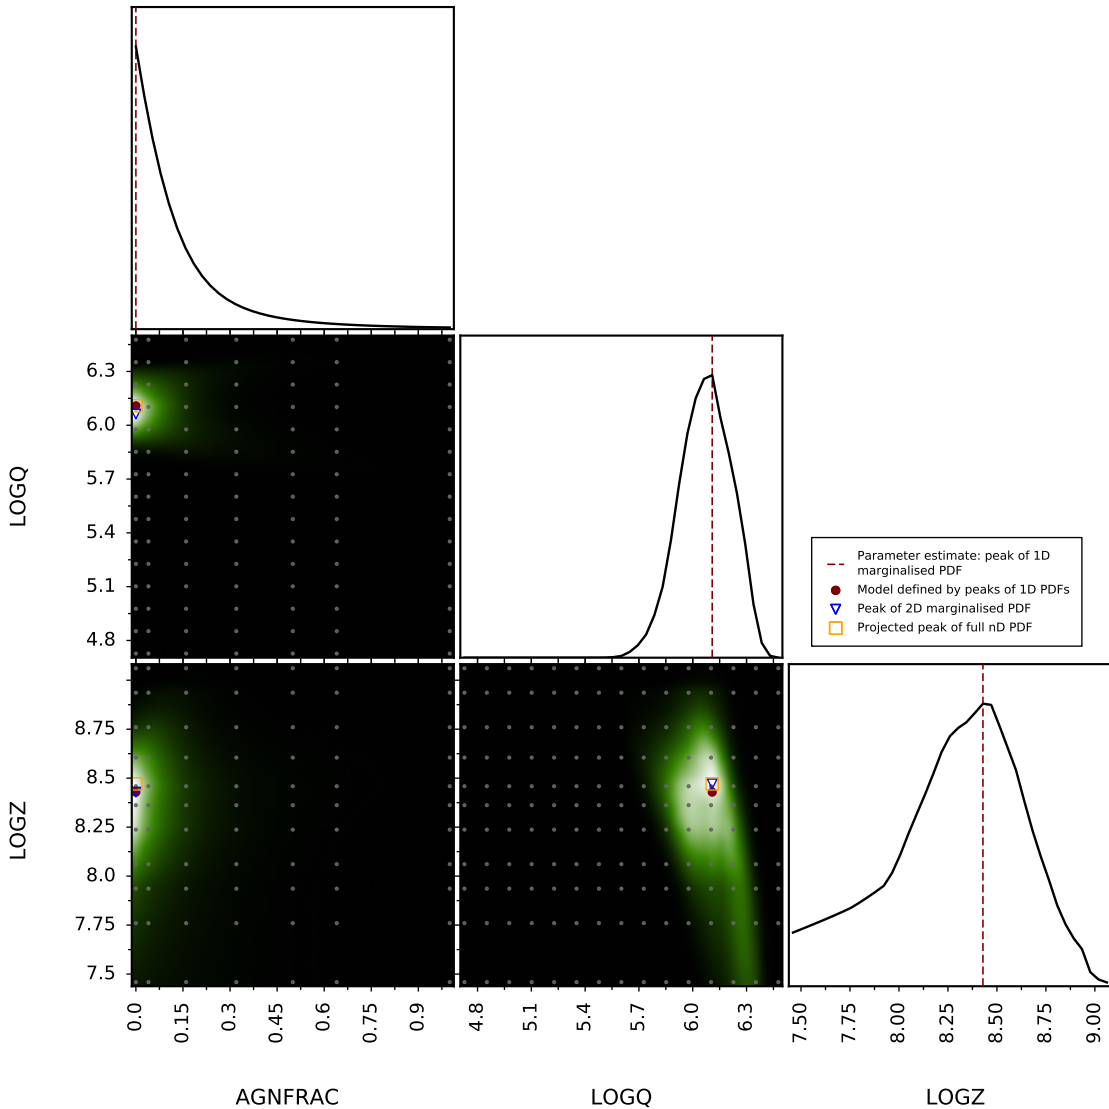 6.3
6.0
5.7
5.4
5.1
4.8
LOGQ
Parameter estimate: peak of 1D
marginalised PDF
Model defined by peaks of 1D PDFs
Peak of 2D marginalised PDF
Projected peak of full nD PDF
8.75
8.5
8.25
8.0
7.75
7.5
LOGZ
0.0 0.15 0.3 0.45 0.6 0.75 0.9
4.8 5.1 5.4 5.7 6.0 6.3
7.50 7.75 8.00 8.25 8.50 8.75 9.00
AGNFRAC
LOGQ
LOGZ